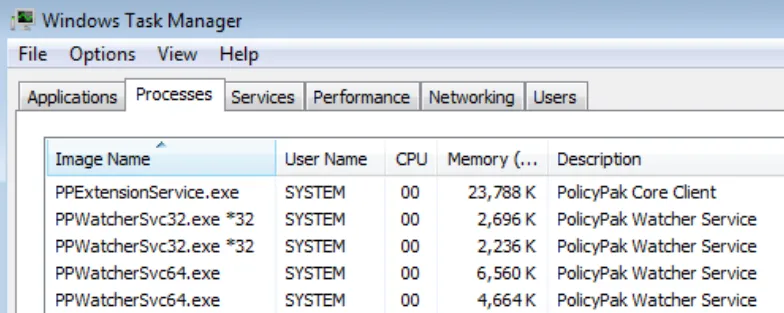 Windows Task Manager
File Options View Help
Applications Processes Services Performance Networking Users
Image Name User Name CPU Memory (... Description
PPExtensionService.exe SYSTEM 00 23,788 K PolicyPak Core Client
PPWatcherSvc32.exe *32 SYSTEM 00 2,696 K PolicyPak Watcher Service
PPWatcherSvc32.exe *32 SYSTEM 00 2,236 K PolicyPak Watcher Service
PPWatcherSvc64.exe SYSTEM 00 6,560 K PolicyPak Watcher Service
PPWatcherSvc64.exe SYSTEM 00 4,664 K PolicyPak Watcher Service